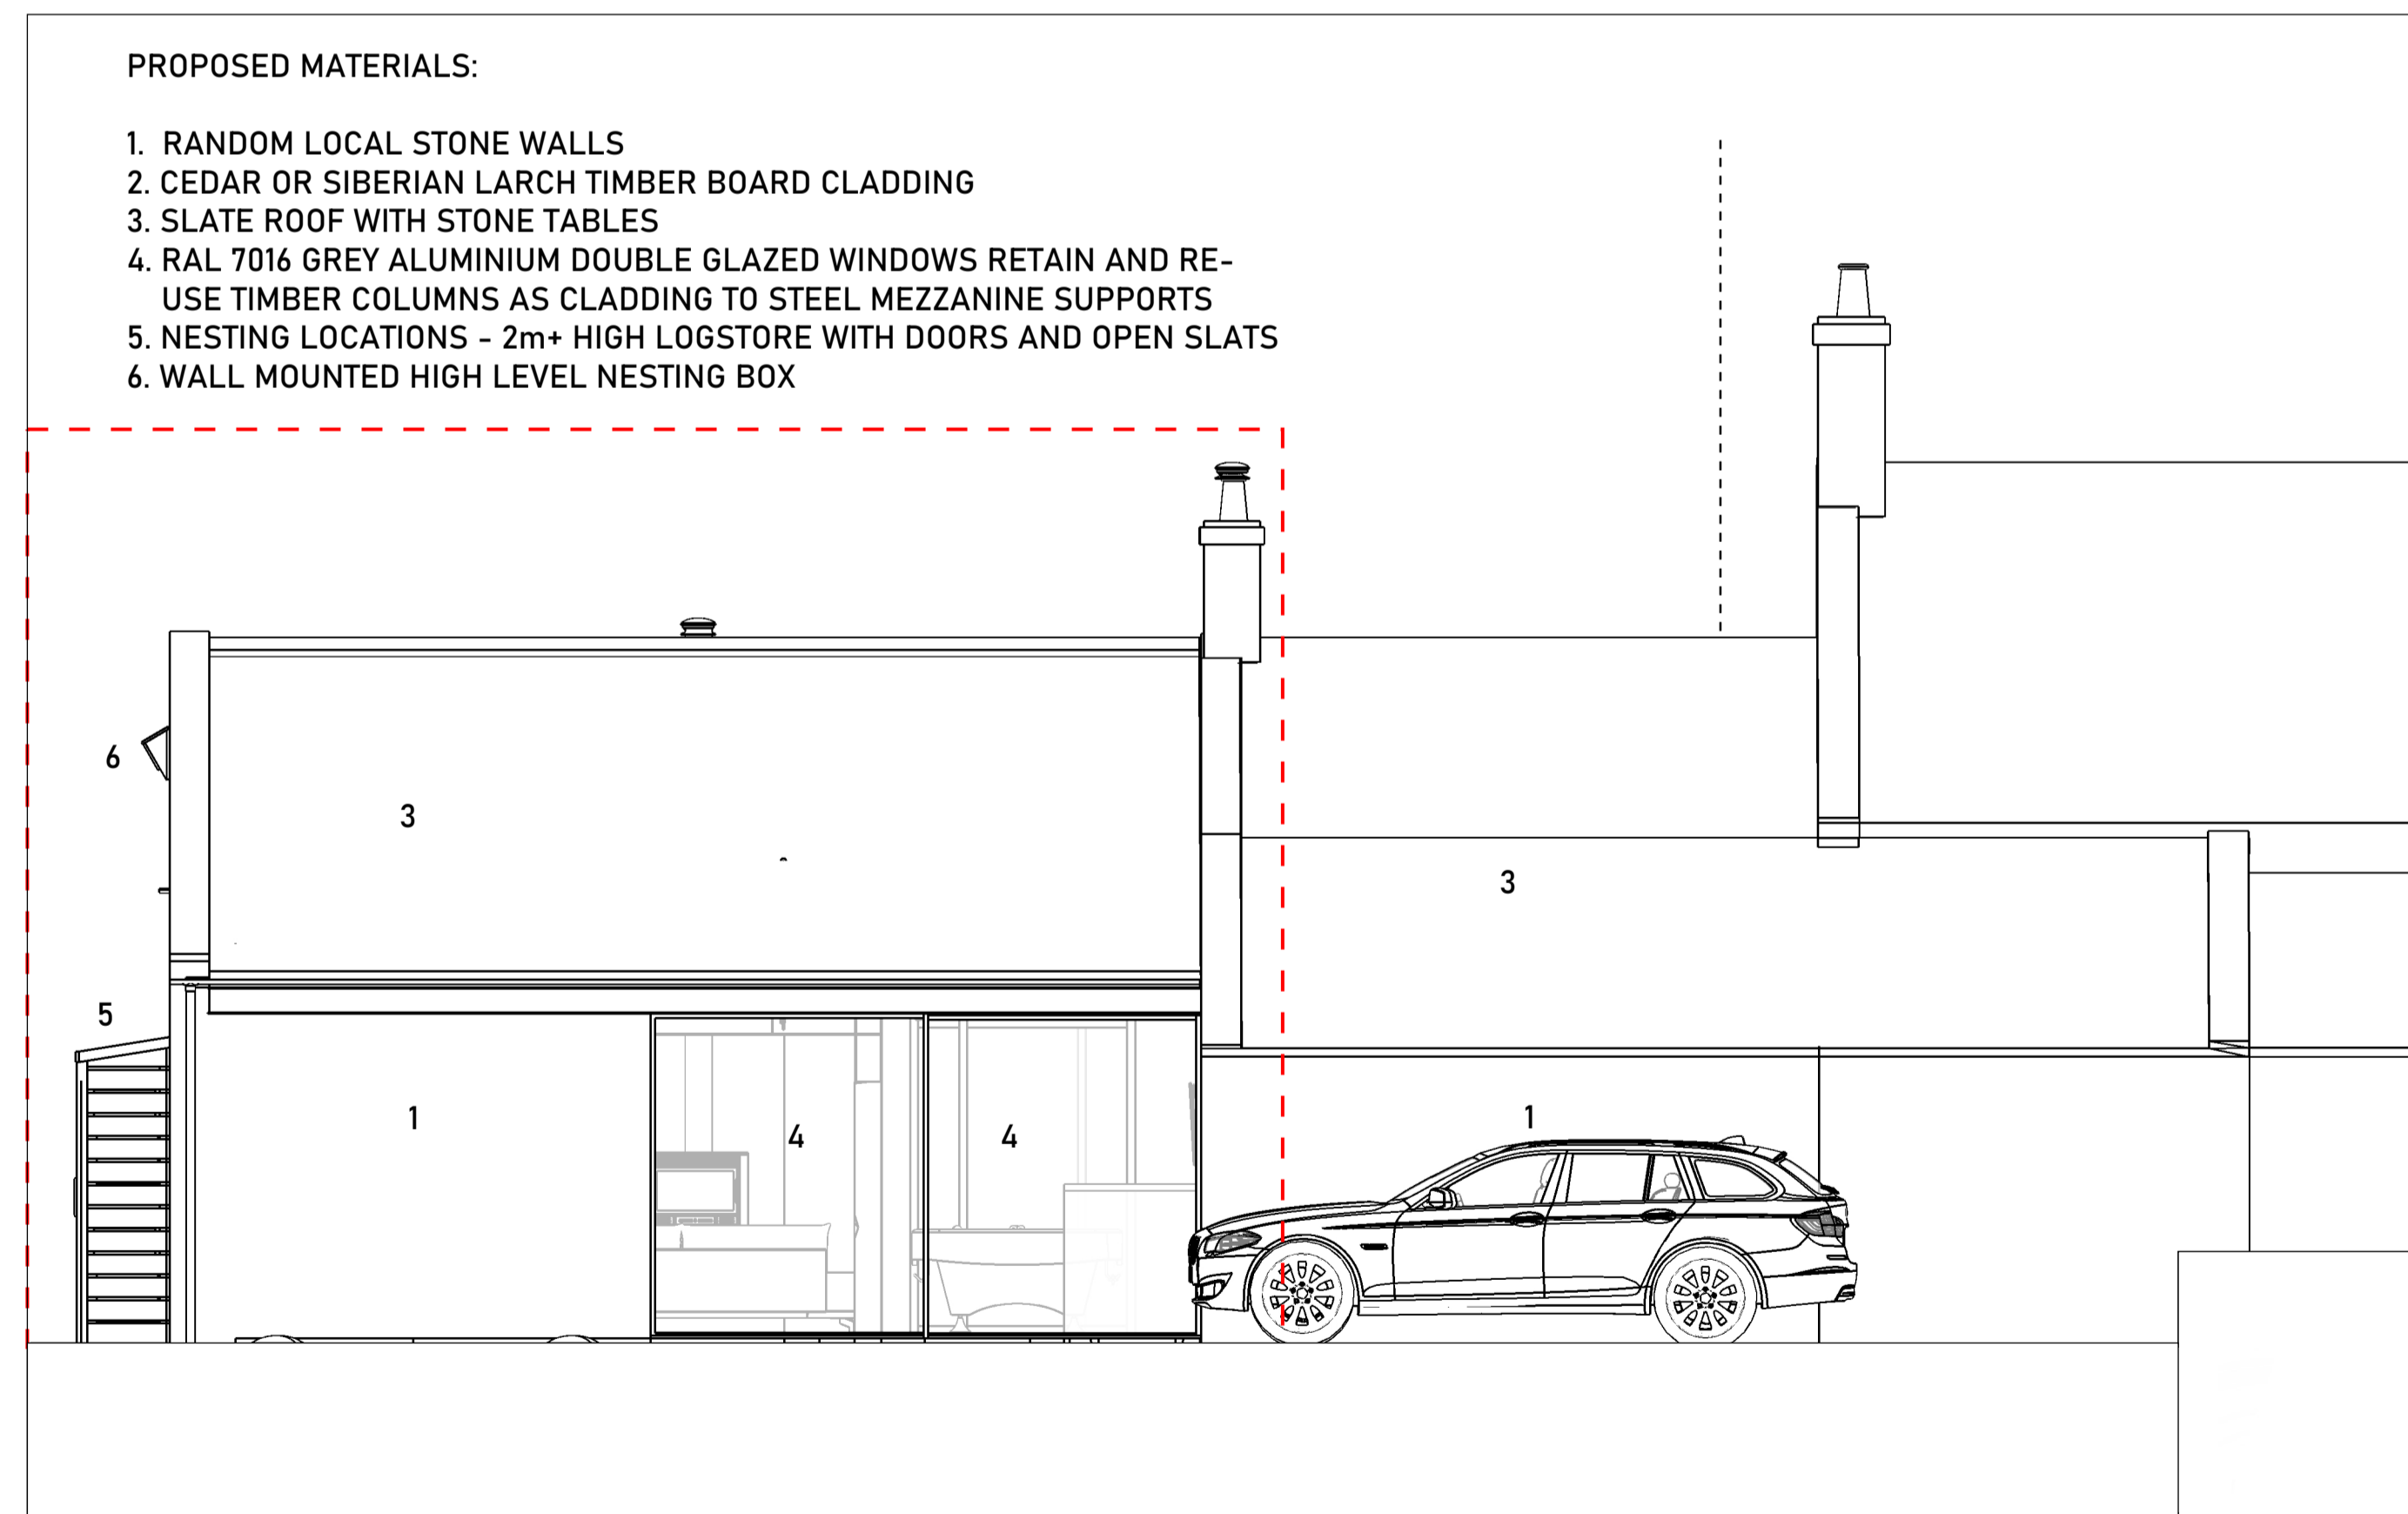 PROPOSED MATERIALS:
1. RANDOM LOCAL STONE WALLS
2. CEDAR OR SIBERIAN LARCH TIMBER BOARD CLADDING
3. SLATE ROOF WITH STONE TABLES
4. RAL 7016 GREY ALUMINIUM DOUBLE GLAZED WINDOWS RETAIN AND RE-
USE TIMBER COLUMNS AS CLADDING TO STEEL MEZZANINE SUPPORTS
5. NESTING LOCATIONS - 2m+ HIGH LOGSTORE WITH DOORS AND OPEN SLATS
6. WALL MOUNTED HIGH LEVEL NESTING BOX
6
3
3
5
1
4
4
1